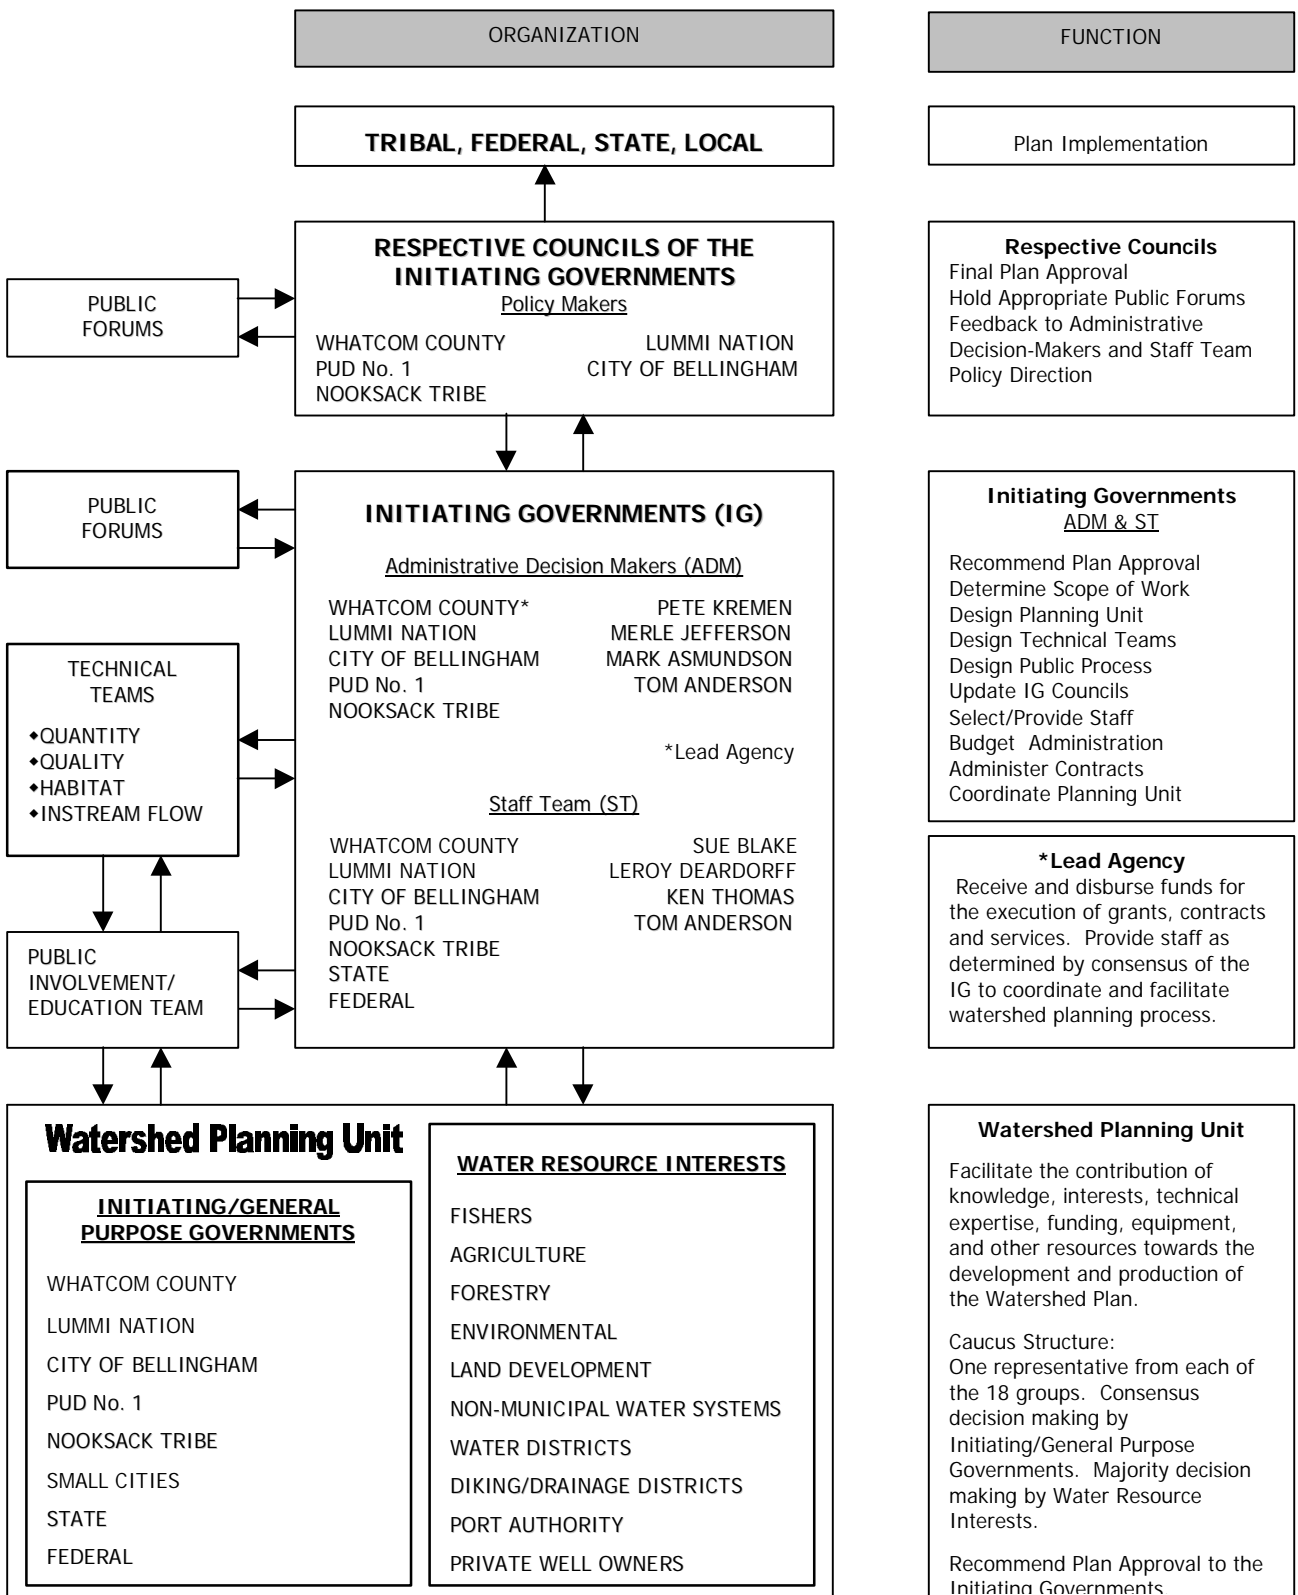 ORGANIZATION
FUNCTION
TRIBAL, FEDERAL, STATE, LOCAL
Plan Implementation
RESPECTIVE COUNCILS OF THE
INITIATING GOVERNMENTS
Policy Makers
WHATCOM COUNTY LUMMI NATION
PUD No. 1 CITY OF BELLINGHAM
NOOKSACK TRIBE
PUBLIC
FORUMS
Respective Councils
Final Plan Approval
Hold Appropriate Public Forums
Feedback to Administrative
Decision-Makers and Staff Team
Policy Direction
PUBLIC
FORUMS
INITIATING GOVERNMENTS (IG)
Administrative Decision Makers (ADM)
WHATCOM COUNTY* PETE KREMEN
LUMMI NATION MERLE JEFFERSON
CITY OF BELLINGHAM MARK ASMUNDSON
PUD No. 1 TOM ANDERSON
NOOKSACK TRIBE
*Lead Agency
Staff Team (ST)
WHATCOM COUNTY SUE BLAKE
LUMMI NATION LEROY DEARDORFF
CITY OF BELLINGHAM KEN THOMAS
PUD No. 1 TOM ANDERSON
NOOKSACK TRIBE
STATE
FEDERAL
Initiating Governments
ADM & ST
Recommend Plan Approval
Determine Scope of Work
Design Planning Unit
Design Technical Teams
Design Public Process
Update IG Councils
Select/Provide Staff
Budget Administration
Administer Contracts
Coordinate Planning Unit
TECHNICAL
TEAMS
◆QUANTITY
◆QUALITY
◆HABITAT
◆INSTREAM FLOW
*Lead Agency
Receive and disburse funds for
the execution of grants, contracts
and services. Provide staff as
determined by consensus of the
IG to coordinate and facilitate
watershed planning process.
PUBLIC
INVOLVEMENT/
EDUCATION TEAM
Watershed Planning Unit
INITIATING/GENERAL
PURPOSE GOVERNMENTS
WHATCOM COUNTY
LUMMI NATION
CITY OF BELLINGHAM
PUD No. 1
NOOKSACK TRIBE
SMALL CITIES
STATE
FEDERAL
WATER RESOURCE INTERESTS
FISHERS
AGRICULTURE
FORESTRY
ENVIRONMENTAL
LAND DEVELOPMENT
NON-MUNICIPAL WATER SYSTEMS
WATER DISTRICTS
DIKING/DRAINAGE DISTRICTS
PORT AUTHORITY
PRIVATE WELL OWNERS
Watershed Planning Unit
Facilitate the contribution of
knowledge, interests, technical
expertise, funding, equipment,
and other resources towards the
development and production of
the Watershed Plan.
Caucus Structure:
One representative from each of
the 18 groups. Consensus
decision making by
Initiating/General Purpose
Governments. Majority decision
making by Water Resource
Interests.
Recommend Plan Approval to the
Initiating Governments.